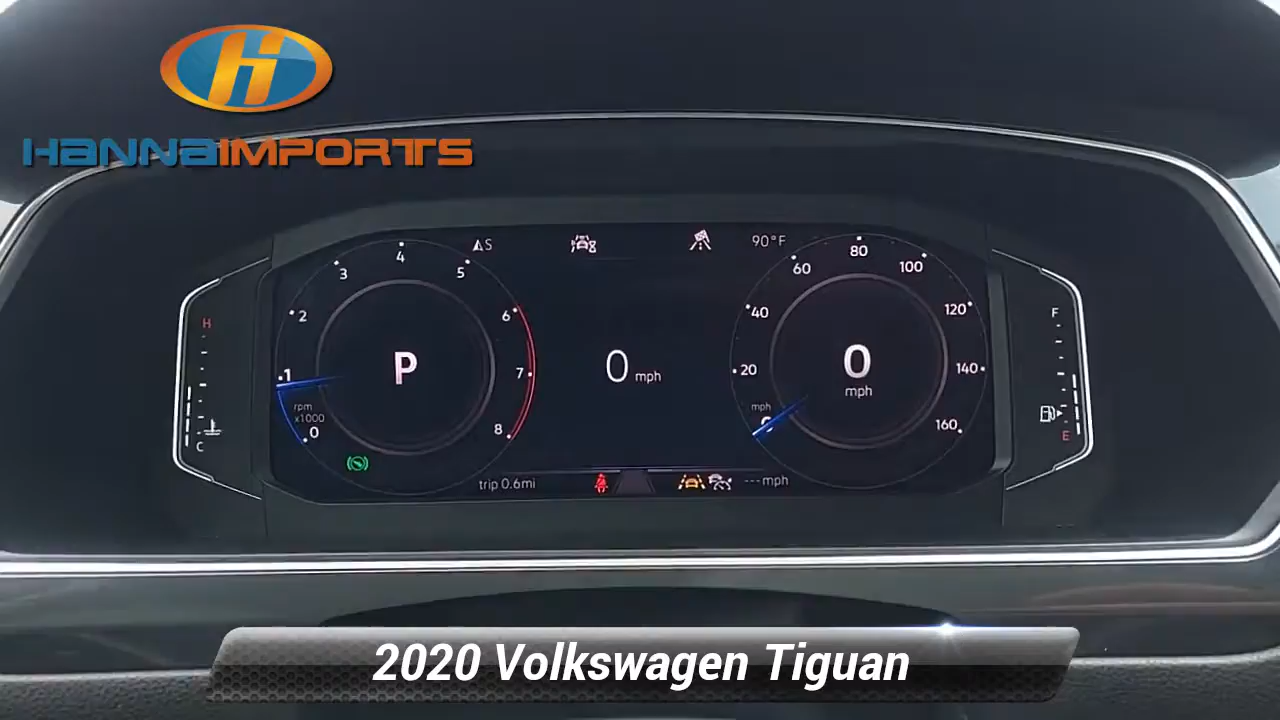 H
HANNAIMPORTS
S
90°F
4
3
5
2
6
1
7
rpm
x1000
0
8
P
0 mph
80
60
100
40
120
20
140
mph
0
160
0
mph
H
C
F
E
trip 0.6mi
--- mph
2020 Volkswagen Tiguan